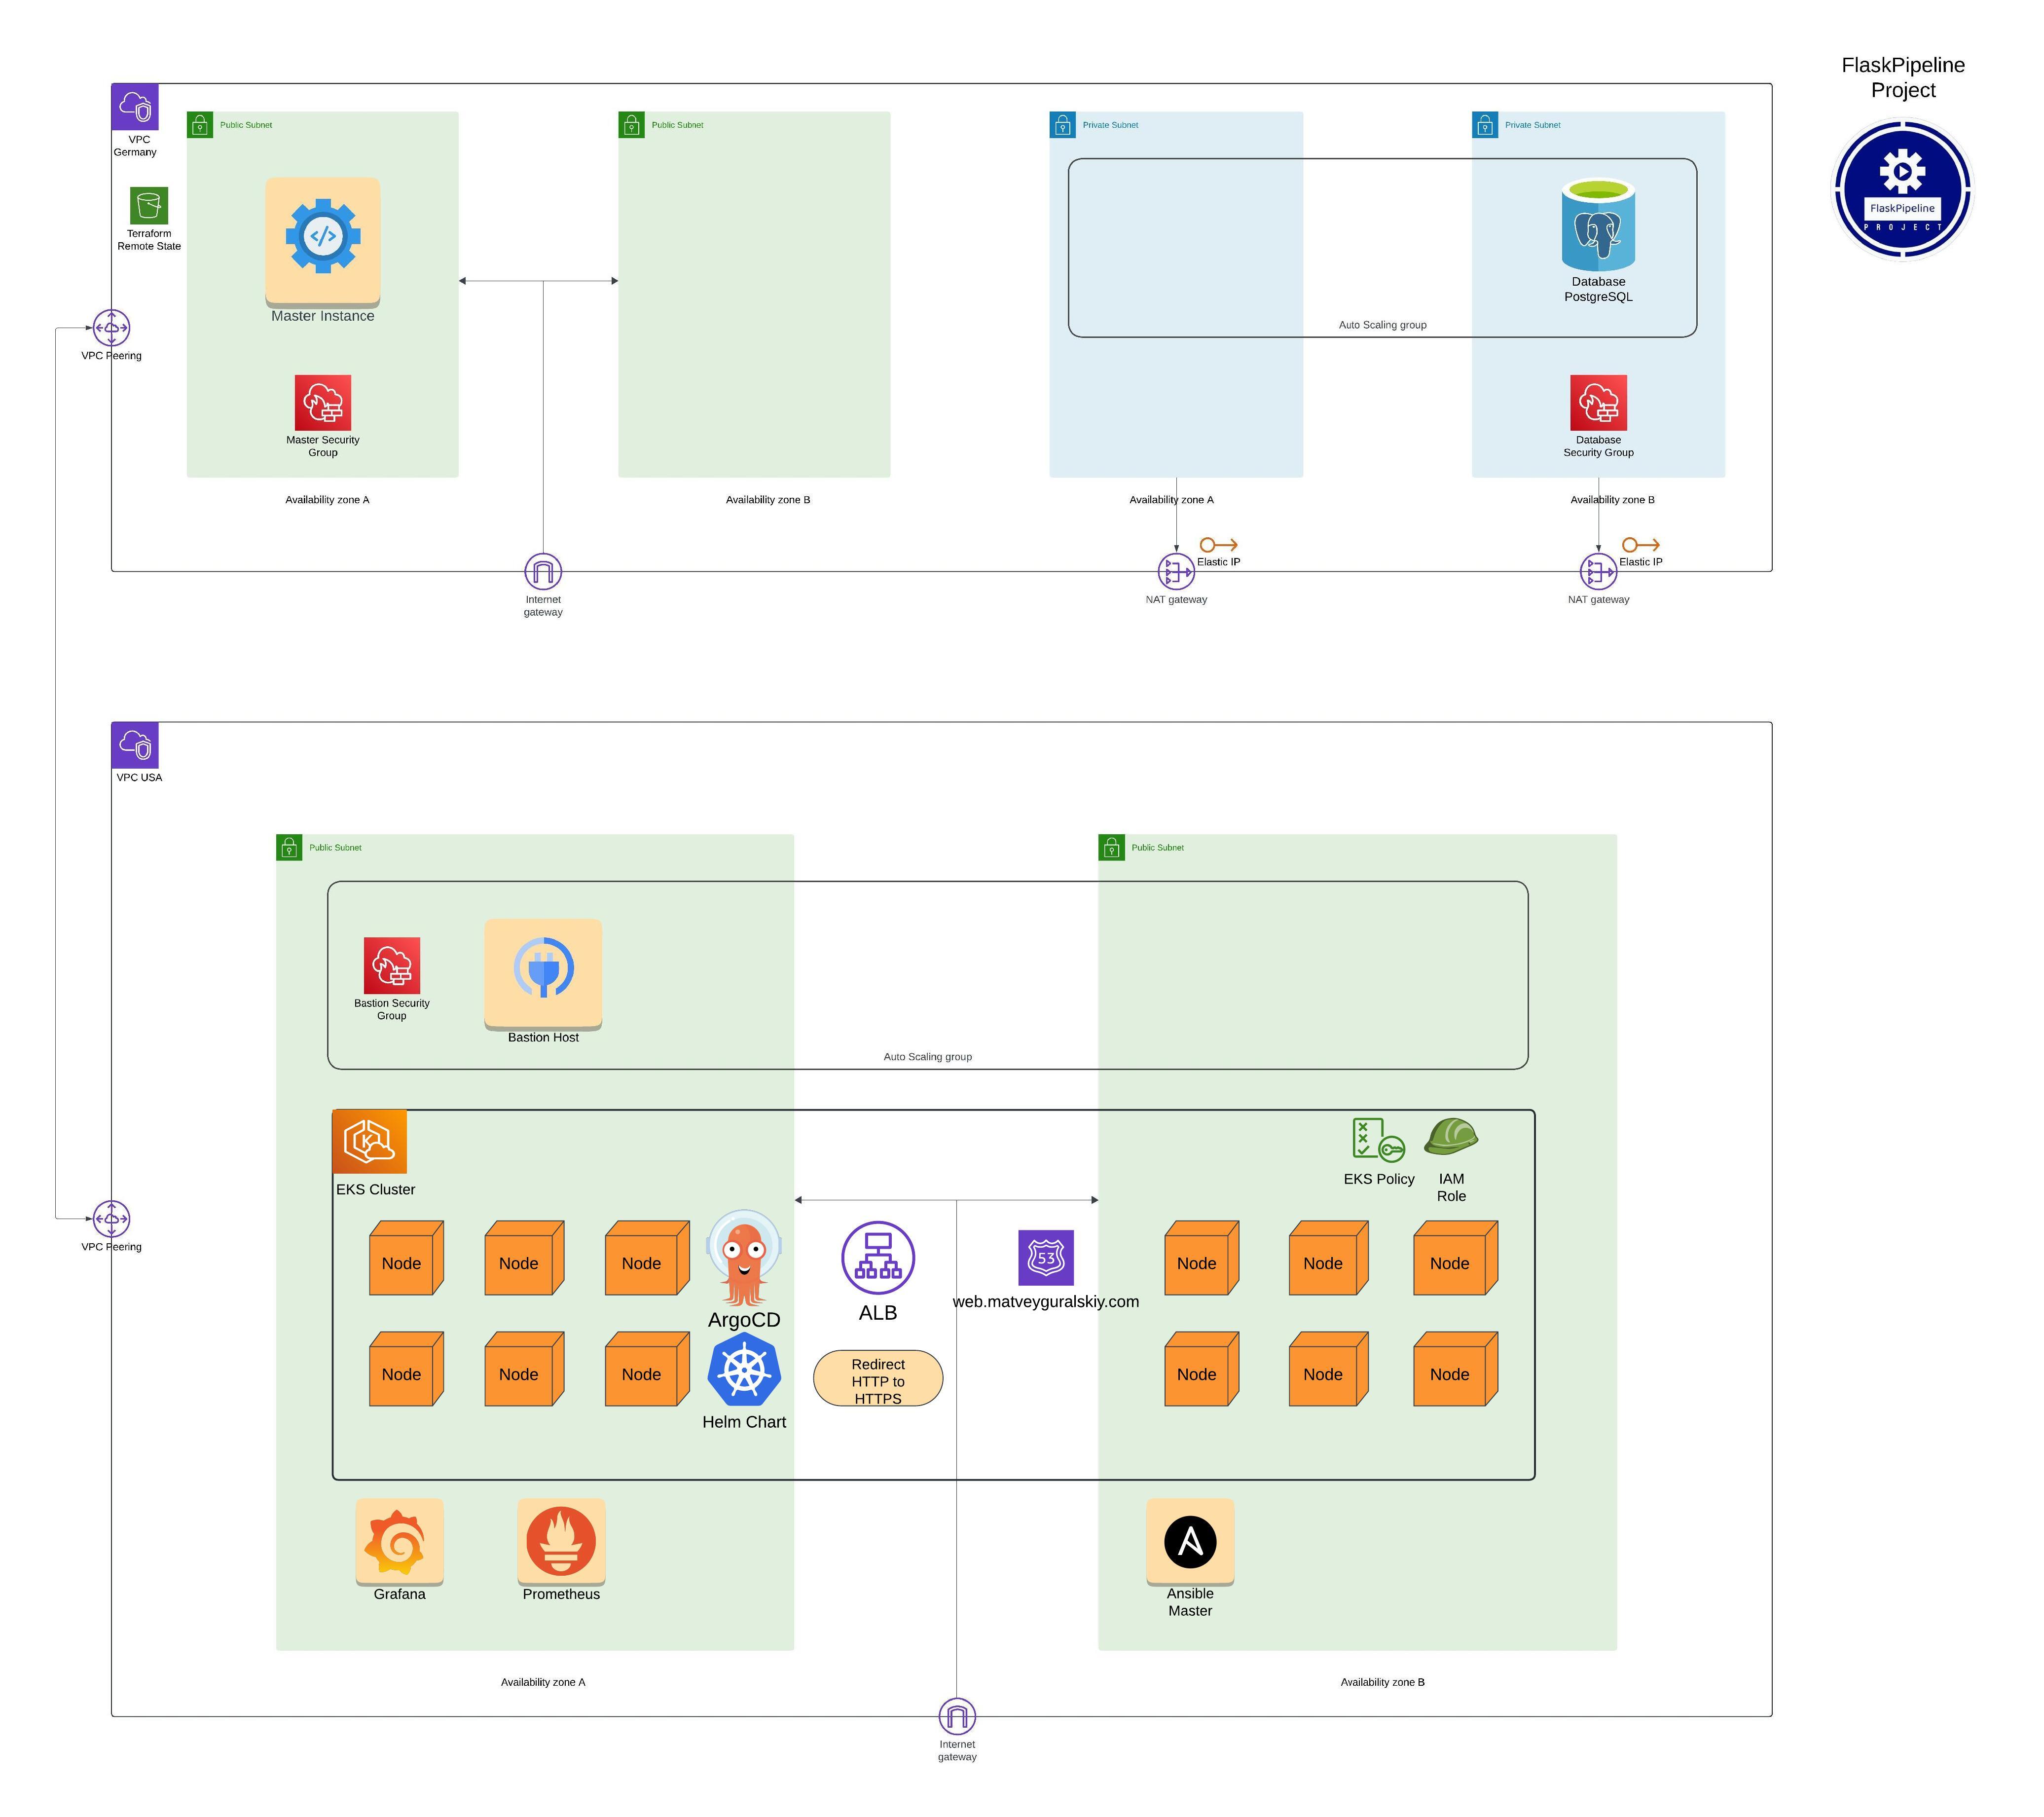 FlaskPipeline
Project
FlaskPipeline
PROJECT
VPC
Germany
Terraform
Remote State
VPC Peering
Public Subnet
Master Instance
Master Security
Group
Availability zone A
Public Subnet
Availability zone B
Internet
gateway
Private Subnet
Auto Scaling group
Availability zone A
Elastic IP
NAT gateway
Private Subnet
Database
PostgreSQL
Database
Security Group
Availability zone B
Elastic IP
NAT gateway
VPC USA
VPC Peering
Public Subnet
Public Subnet
Bastion Security
Group
Bastion Host
Auto Scaling group
EKS Cluster
EKS Policy
IAM
Role
Node
Node
Node
ArgoCD
ALB
53
web.matveyguralskiy.com
Node
Node
Node
Node
Node
Node
Helm Chart
Redirect
HTTP to
HTTPS
Node
Node
Node
Grafana
Prometheus
Ansible
Master
Availability zone A
Availability zone B
Internet
gateway